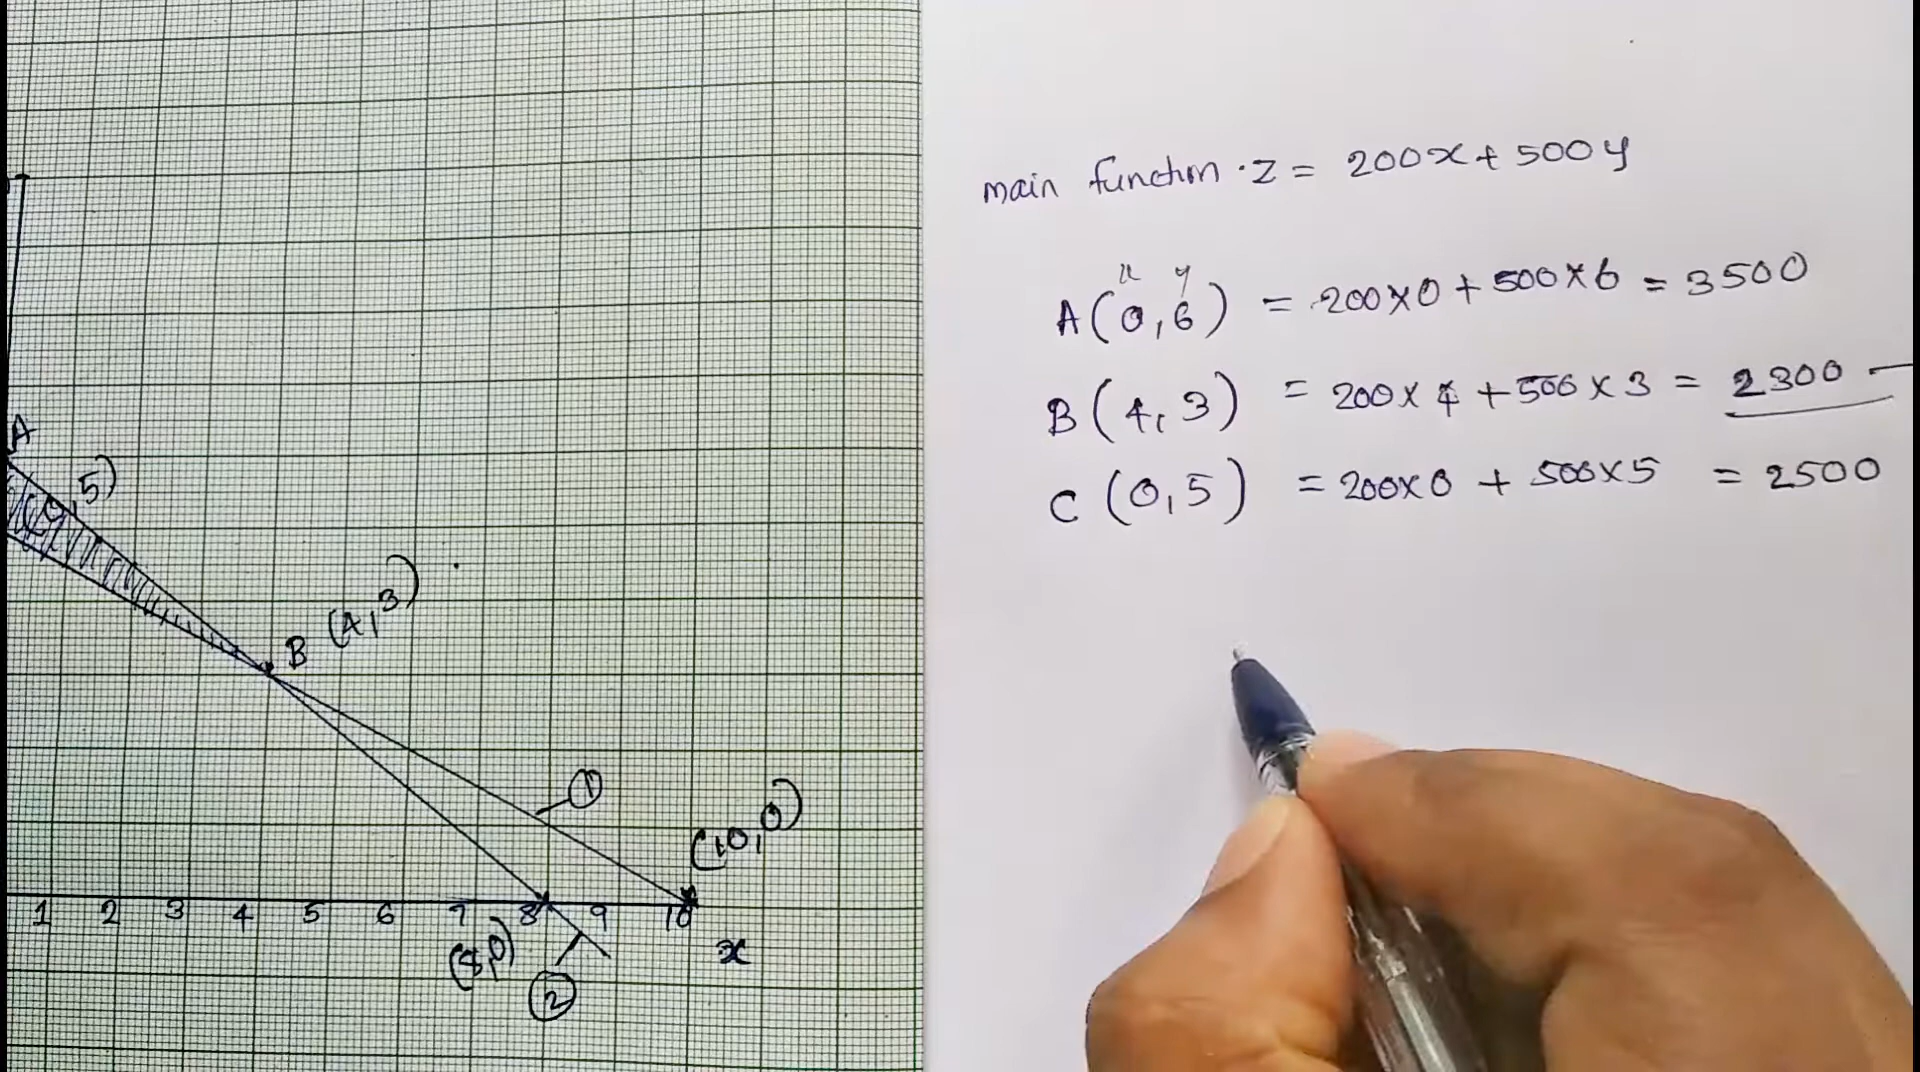 A
(0,5)
B (4,3)
1
(10,0)
1 2 3 4 5 6 7 8 9 10
(8,0)
x
2
main function . Z = 200x + 500y
x y
A(0,6) = 200×0 + 500×6 = 3500
B(4,3) = 200×4 + 500×3 = 2300
C (0,5) = 200×0 + 500×5 = 2500